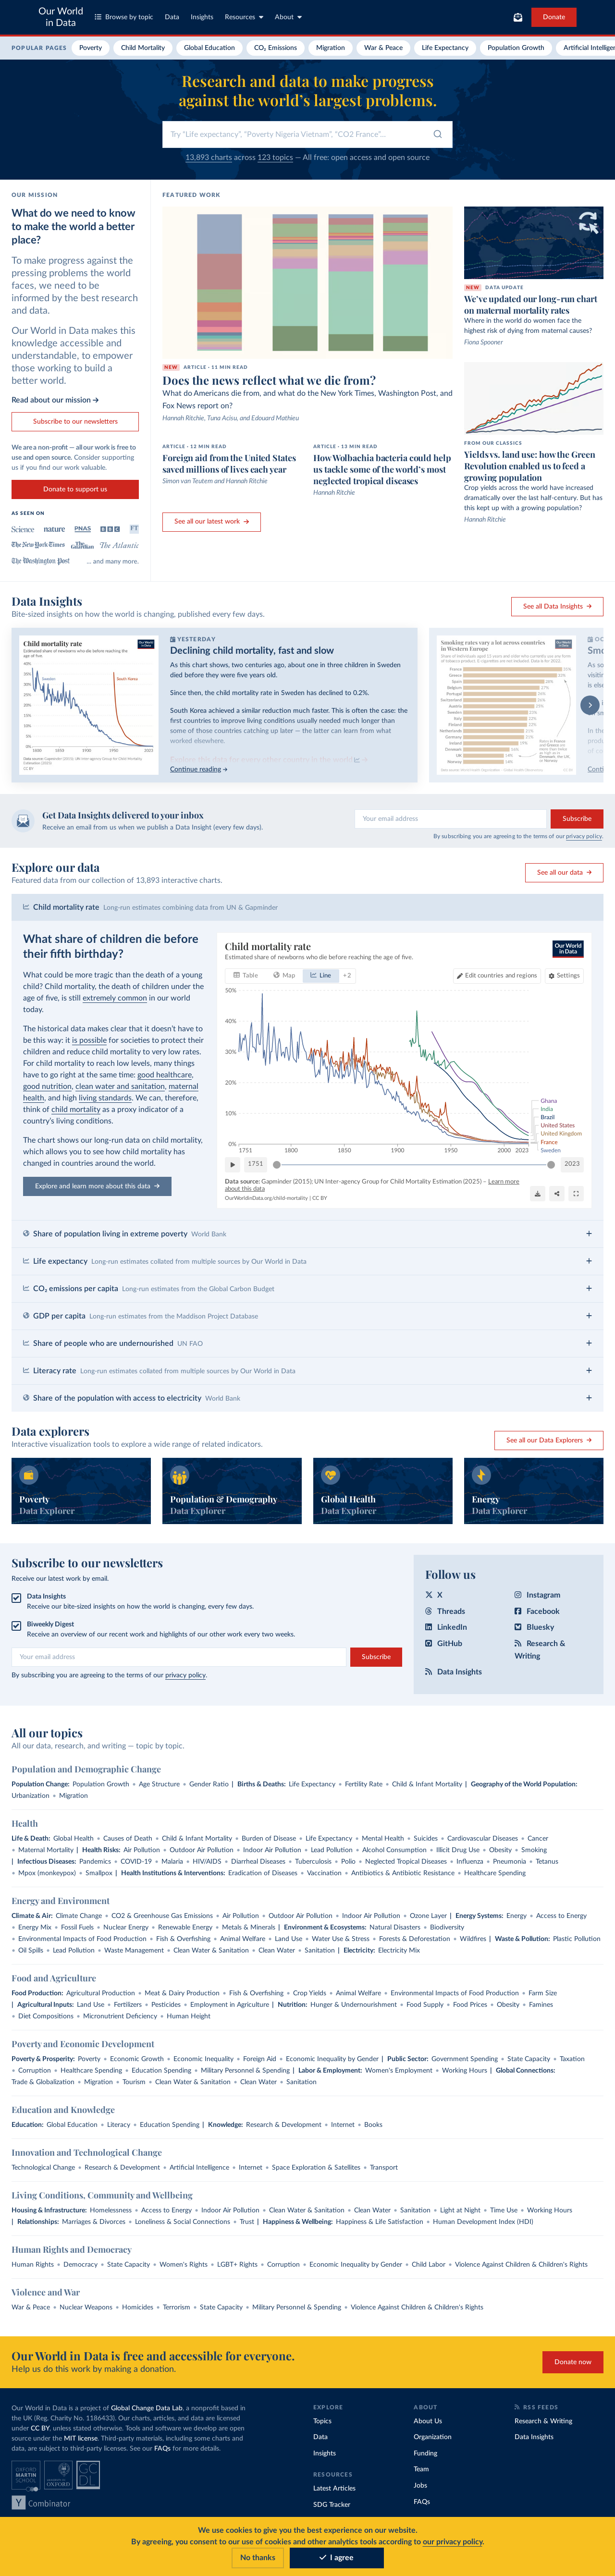 Our World
in Data
Browse by topic
Data
Insights
Resources
About
Donate
POPULAR PAGES
Poverty
Child Mortality
Global Education
CO₂ Emissions
Migration
War & Peace
Life Expectancy
Population Growth
Artificial Intelligen
Research and data to make progress
against the world's largest problems.
Try "Life expectancy", "Poverty Nigeria Vietnam", "CO2 France"...
13,893 charts across 123 topics — All free: open access and open source
OUR MISSION
What do we need to know
to make the world a better
place?
To make progress against the
pressing problems the world
faces, we need to be
informed by the best research
and data.
Our World in Data makes this
knowledge accessible and
understandable, to empower
those working to build a
better world.
Read about our mission →
Subscribe to our newsletters
We are a non-profit — all our work is free to
use and open source. Consider supporting
us if you find our work valuable.
Donate to support us
AS SEEN ON
Science
nature
PNAS
BBC
FT
The New York Times
The Guardian
The Atlantic
The Washington Post
... and many more.
FEATURED WORK
NEW ARTICLE - 11 MIN READ
Does the news reflect what we die from?
What do Americans die from, and what do the New York Times, Washington Post, and
Fox News report on?
Hannah Ritchie, Tuna Acisu, and Edouard Mathieu
ARTICLE - 12 MIN READ
Foreign aid from the United States
saved millions of lives each year
Simon van Teutem and Hannah Ritchie
ARTICLE - 13 MIN READ
How Wolbachia bacteria could help
us tackle some of the world's most
neglected tropical diseases
Hannah Ritchie
See all our latest work →
NEW DATA UPDATE
We've updated our long-run chart
on maternal mortality rates
Where in the world do women face the
highest risk of dying from maternal causes?
Fiona Spooner
FROM OUR CLASSICS
Yields vs. land use: how the Green
Revolution enabled us to feed a
growing population
Crop yields across the world have increased
dramatically over the last half-century. But has
this kept up with a growing population?
Hannah Ritchie
Data Insights
Bite-sized insights on how the world is changing, published every few days.
See all Data Insights →
Child mortality rate
Sweden
South Korea
YESTERDAY
Declining child mortality, fast and slow
As this chart shows, two centuries ago, about one in three children in Sweden
died before they were five years old.
Since then, the child mortality rate in Sweden has declined to 0.2%.
South Korea achieved a similar reduction much faster. This is often the case: the
first countries to improve living conditions usually needed much longer than
some of those countries catching up later — the latter can learn from what
worked elsewhere.
Continue reading →
Smoking rates vary a lot across countries
in Western Europe
Get Data Insights delivered to your inbox
Receive an email from us when we publish a Data Insight (every few days).
Your email address
Subscribe
By subscribing you are agreeing to the terms of our privacy policy.
Explore our data
Featured data from our collection of 13,893 interactive charts.
See all our data →
Child mortality rate Long-run estimates combining data from UN & Gapminder
What share of children die before
their fifth birthday?
What could be more tragic than the death of a young
child? Child mortality, the death of children under the
age of five, is still extremely common in our world
today.
The historical data makes clear that it doesn't have to
be this way: it is possible for societies to protect their
children and reduce child mortality to very low rates.
For child mortality to reach low levels, many things
have to go right at the same time: good healthcare,
good nutrition, clean water and sanitation, maternal
health, and high living standards. We can, therefore,
think of child mortality as a proxy indicator of a
country's living conditions.
The chart shows our long-run data on child mortality,
which allows you to see how child mortality has
changed in countries around the world.
Explore and learn more about this data →
Child mortality rate
Estimated share of newborns who die before reaching the age of five.
Our World
in Data
Table
Map
Line
+2
Edit countries and regions
Settings
50%
40%
30%
20%
10%
0%
1751
1800
1850
1900
1950
2000
2023
Ghana
India
Brazil
United States
United Kingdom
France
Sweden
1751
2023
Data source: Gapminder (2015); UN Inter-agency Group for Child Mortality Estimation (2025) – Learn more
about this data
OurWorldinData.org/child-mortality | CC BY
Share of population living in extreme poverty World Bank
Life expectancy Long-run estimates collated from multiple sources by Our World in Data
CO₂ emissions per capita Long-run estimates from the Global Carbon Budget
GDP per capita Long-run estimates from the Maddison Project Database
Share of people who are undernourished UN FAO
Literacy rate Long-run estimates collated from multiple sources by Our World in Data
Share of the population with access to electricity World Bank
Data explorers
Interactive visualization tools to explore a wide range of related indicators.
See all our Data Explorers →
Poverty
Data Explorer
Population & Demography
Data Explorer
Global Health
Data Explorer
Energy
Data Explorer
Subscribe to our newsletters
Receive our latest work by email.
Data Insights
Receive our bite-sized insights on how the world is changing, every few days.
Biweekly Digest
Receive an overview of our recent work and highlights of our other work every two weeks.
Your email address
Subscribe
By subscribing you are agreeing to the terms of our privacy policy.
Follow us
X
Instagram
Threads
Facebook
LinkedIn
Bluesky
GitHub
Research &
Writing
Data Insights
All our topics
All our data, research, and writing — topic by topic.
Population and Demographic Change
Population Change: Population Growth • Age Structure • Gender Ratio | Births & Deaths: Life Expectancy • Fertility Rate • Child & Infant Mortality | Geography of the World Population:
Urbanization • Migration
Health
Life & Death: Global Health • Causes of Death • Child & Infant Mortality • Burden of Disease • Life Expectancy • Mental Health • Suicides • Cardiovascular Diseases • Cancer
• Maternal Mortality | Health Risks: Air Pollution • Outdoor Air Pollution • Indoor Air Pollution • Lead Pollution • Alcohol Consumption • Illicit Drug Use • Obesity • Smoking
| Infectious Diseases: Pandemics • COVID-19 • Malaria • HIV/AIDS • Diarrheal Diseases • Tuberculosis • Polio • Neglected Tropical Diseases • Influenza • Pneumonia • Tetanus
• Mpox (monkeypox) • Smallpox | Health Institutions & Interventions: Eradication of Diseases • Vaccination • Antibiotics & Antibiotic Resistance • Healthcare Spending
Energy and Environment
Climate & Air: Climate Change • CO2 & Greenhouse Gas Emissions • Air Pollution • Outdoor Air Pollution • Indoor Air Pollution • Ozone Layer | Energy Systems: Energy • Access to Energy
• Energy Mix • Fossil Fuels • Nuclear Energy • Renewable Energy • Metals & Minerals | Environment & Ecosystems: Natural Disasters • Biodiversity
• Environmental Impacts of Food Production • Fish & Overfishing • Animal Welfare • Land Use • Water Use & Stress • Forests & Deforestation • Wildfires | Waste & Pollution: Plastic Pollution
• Oil Spills • Lead Pollution • Waste Management • Clean Water & Sanitation • Clean Water • Sanitation | Electricity: Electricity Mix
Food and Agriculture
Food Production: Agricultural Production • Meat & Dairy Production • Fish & Overfishing • Crop Yields • Animal Welfare • Environmental Impacts of Food Production • Farm Size
| Agricultural Inputs: Land Use • Fertilizers • Pesticides • Employment in Agriculture | Nutrition: Hunger & Undernourishment • Food Supply • Food Prices • Obesity • Famines
• Diet Compositions • Micronutrient Deficiency • Human Height
Poverty and Economic Development
Poverty & Prosperity: Poverty • Economic Growth • Economic Inequality • Foreign Aid • Economic Inequality by Gender | Public Sector: Government Spending • State Capacity • Taxation
• Corruption • Healthcare Spending • Education Spending • Military Personnel & Spending | Labor & Employment: Women's Employment • Working Hours | Global Connections:
Trade & Globalization • Migration • Tourism • Clean Water & Sanitation • Clean Water • Sanitation
Education and Knowledge
Education: Global Education • Literacy • Education Spending | Knowledge: Research & Development • Internet • Books
Innovation and Technological Change
Technological Change • Research & Development • Artificial Intelligence • Internet • Space Exploration & Satellites • Transport
Living Conditions, Community and Wellbeing
Housing & Infrastructure: Homelessness • Access to Energy • Indoor Air Pollution • Clean Water & Sanitation • Clean Water • Sanitation • Light at Night • Time Use • Working Hours
| Relationships: Marriages & Divorces • Loneliness & Social Connections • Trust | Happiness & Wellbeing: Happiness & Life Satisfaction • Human Development Index (HDI)
Human Rights and Democracy
Human Rights • Democracy • State Capacity • Women's Rights • LGBT+ Rights • Corruption • Economic Inequality by Gender • Child Labor • Violence Against Children & Children's Rights
Violence and War
War & Peace • Nuclear Weapons • Homicides • Terrorism • State Capacity • Military Personnel & Spending • Violence Against Children & Children's Rights
Our World in Data is free and accessible for everyone.
Help us do this work by making a donation.
Donate now
Our World in Data is a project of Global Change Data Lab, a nonprofit based in
the UK (Reg. Charity No. 1186433). Our charts, articles, and data are licensed
under CC BY, unless stated otherwise. Tools and software we develop are open
source under the MIT license. Third-party materials, including some charts and
data, are subject to third-party licenses. See our FAQs for more details.
OXFORD
MARTIN
SCHOOL
UNIVERSITY OF
OXFORD
GC
DL
Y Combinator
EXPLORE
Topics
Data
Insights
RESOURCES
Latest Articles
SDG Tracker
ABOUT
About Us
Organization
Funding
Team
Jobs
FAQs
RSS FEEDS
Research & Writing
Data Insights
We use cookies to give you the best experience on our website.
By agreeing, you consent to our use of cookies and other analytics tools according to our privacy policy.
No thanks
I agree